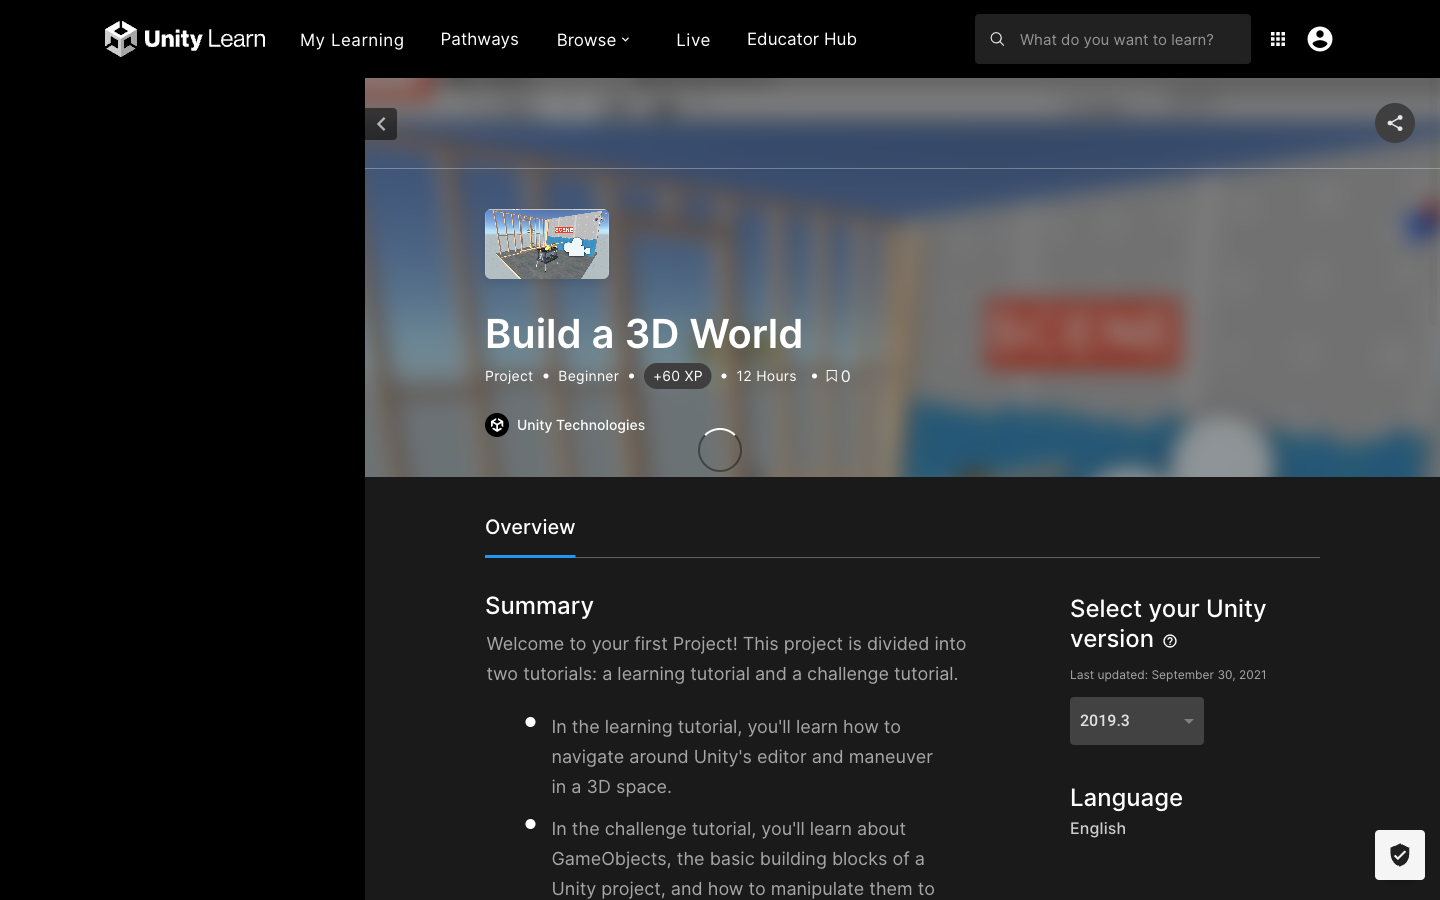 Unity Learn
My Learning
Pathways
Browse
Live
Educator Hub
What do you want to learn?
SCENE
Build a 3D World
Project • Beginner • +60 XP • 12 Hours • 0
Unity Technologies
Overview
Summary
Welcome to your first Project! This project is divided into
two tutorials: a learning tutorial and a challenge tutorial.
In the learning tutorial, you'll learn how to
navigate around Unity's editor and maneuver
in a 3D space.
In the challenge tutorial, you'll learn about
GameObjects, the basic building blocks of a
Unity project, and how to manipulate them to
Select your Unity
version
Last updated: September 30, 2021
2019.3
Language
English